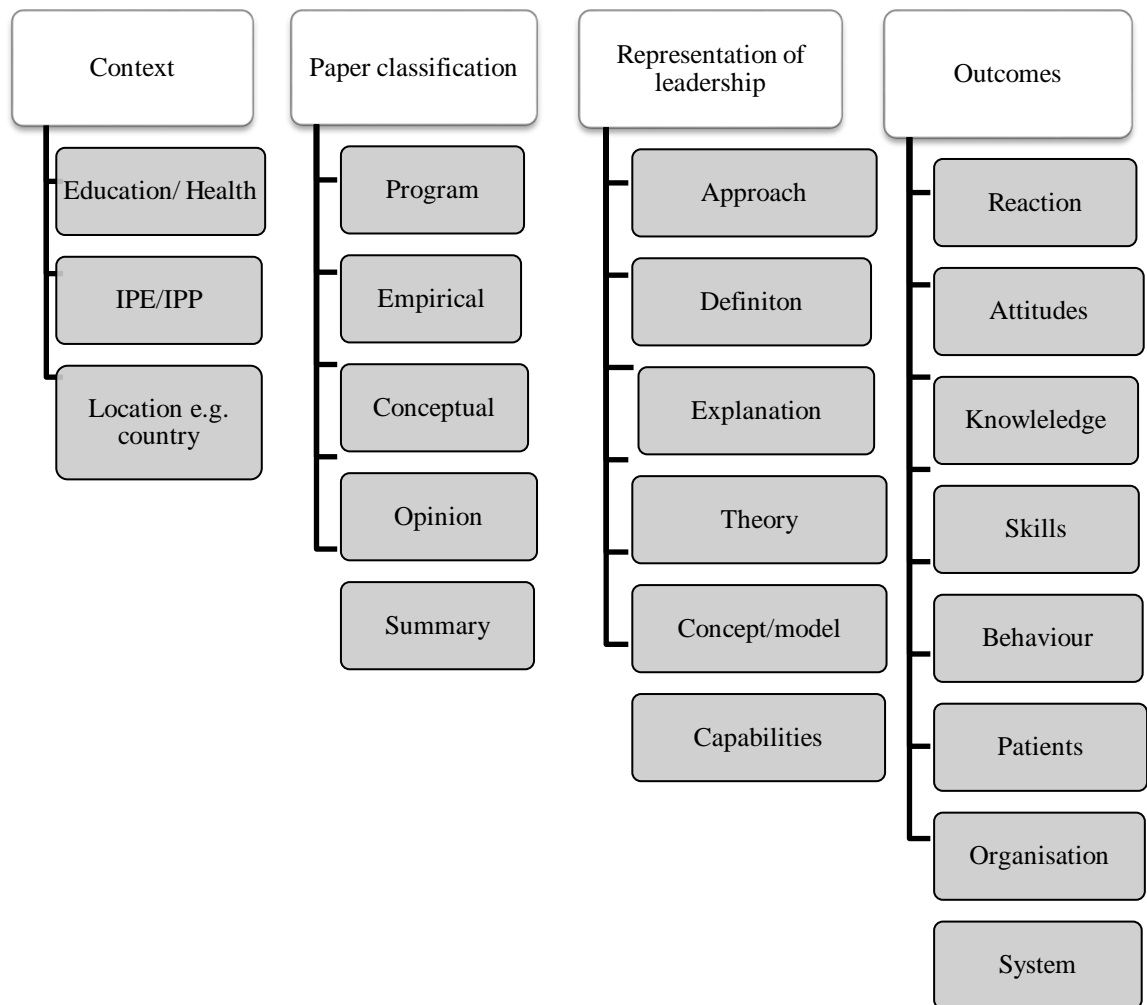 Context
Education/ Health
IPE/IPP
Location e.g.
country
Paper classification
Program
Empirical
Conceptual
Opinion
Summary
Representation of
leadership
Approach
Definiton
Explanation
Theory
Concept/model
Capabilities
Outcomes
Reaction
Attitudes
Knowleledge
Skills
Behaviour
Patients
Organisation
System